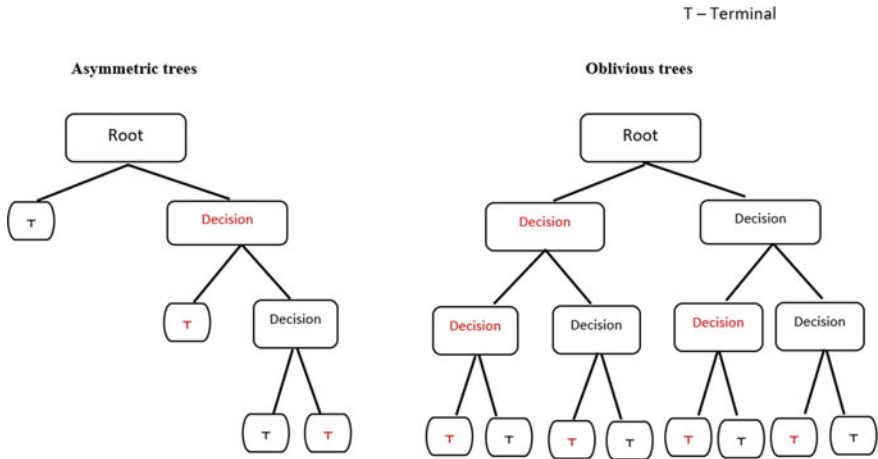 T – Terminal
Asymmetric trees
Oblivious trees
Root
Root
T
Decision
Decision
Decision
T
Decision
Decision
Decision
Decision
Decision
T
T
T
T
T
T
T
T
T
T